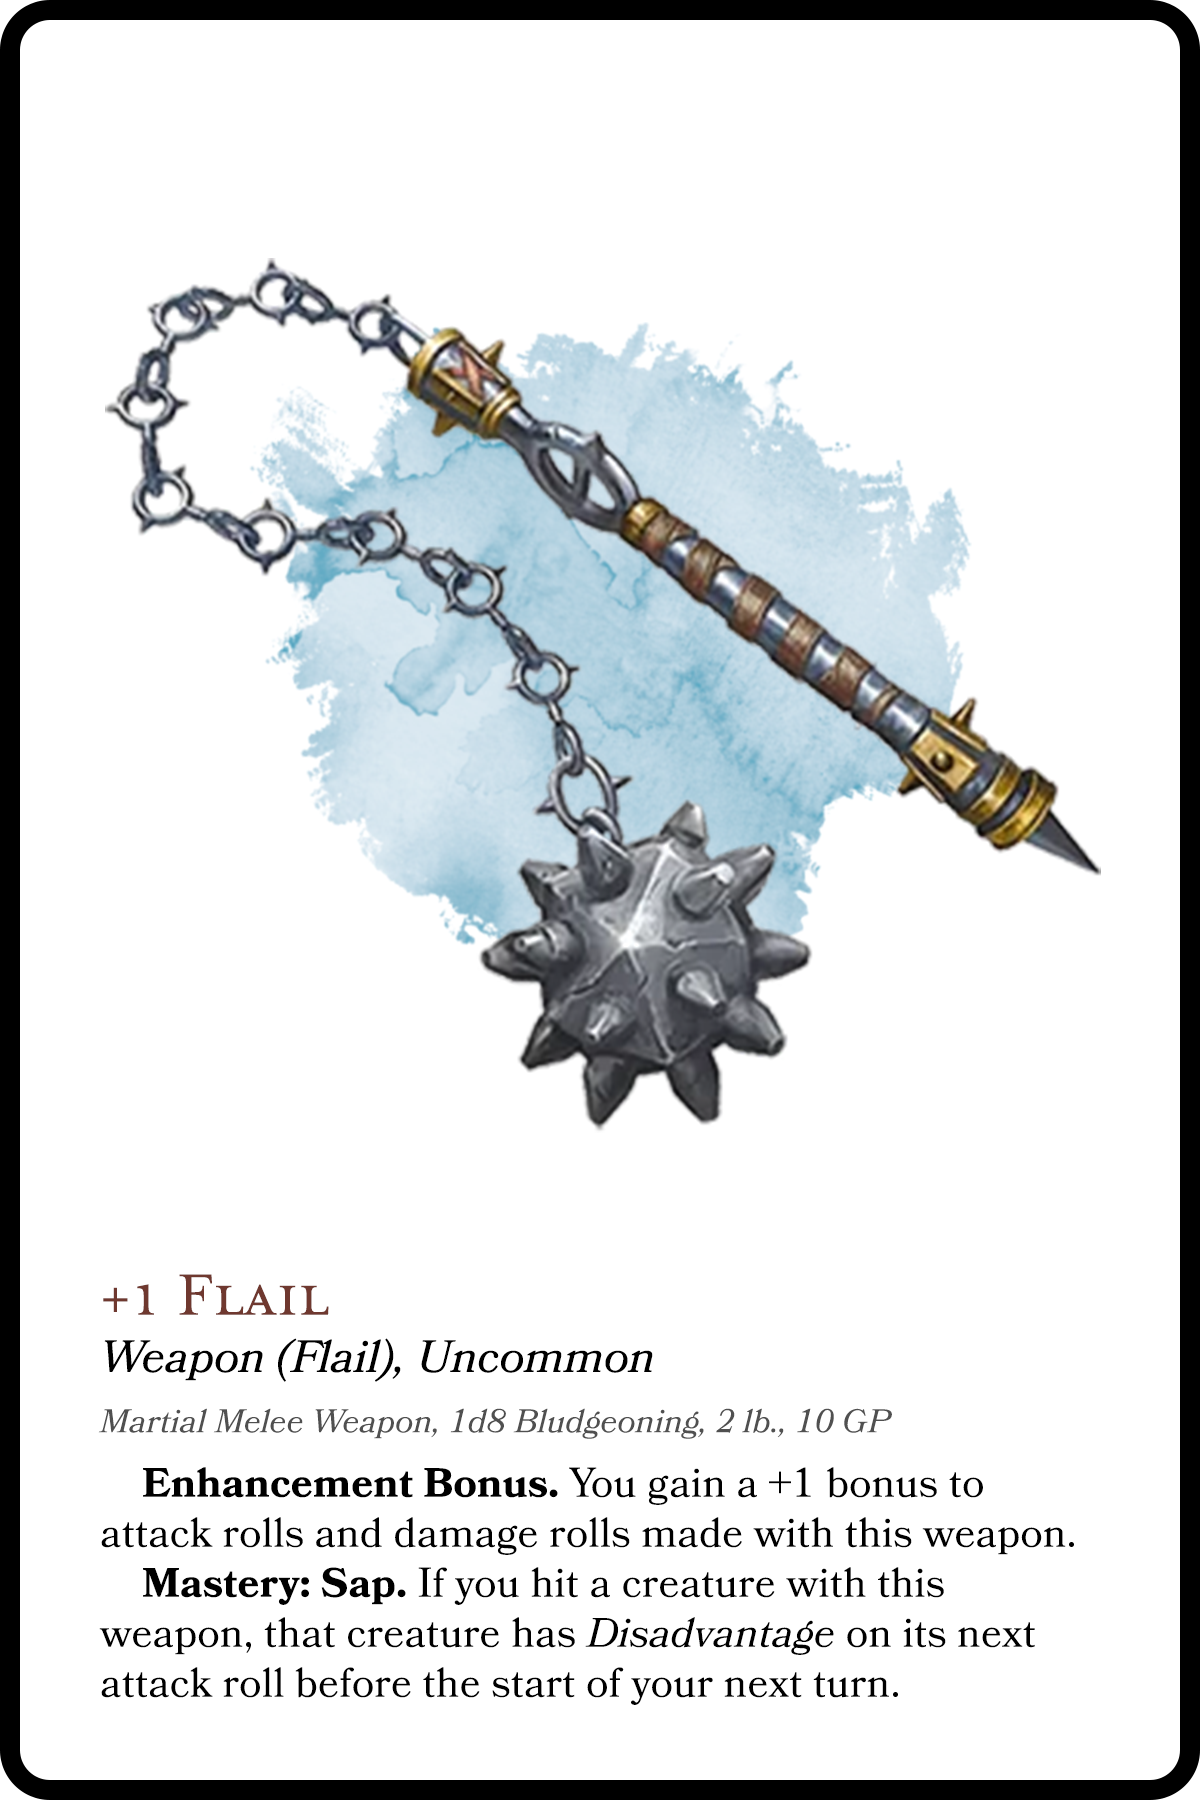 +1 Flail
Weapon (Flail), Uncommon
Martial Melee Weapon, 1d8 Bludgeoning, 2 lb., 10 GP
Enhancement Bonus. You gain a +1 bonus to
attack rolls and damage rolls made with this weapon.
Mastery: Sap. If you hit a creature with this
weapon, that creature has Disadvantage on its next
attack roll before the start of your next turn.